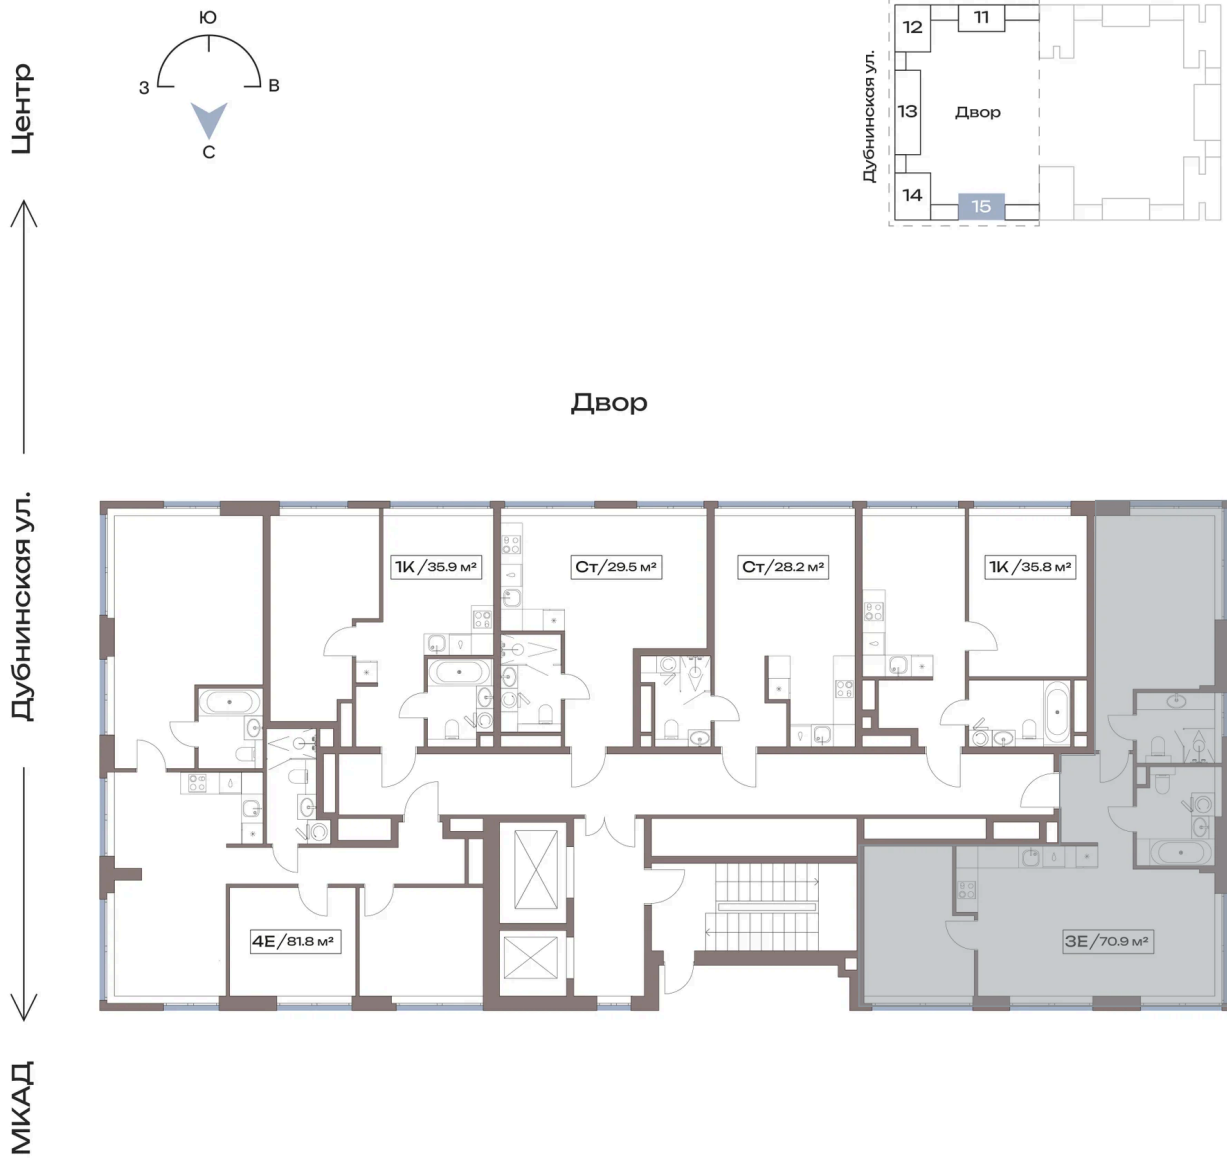 Ю
З
В
С
Центр
Дубнинская ул.
МКАД
12
11
13
Двор
14
15
Дубнинская ул.
Двор
1К / 35.9 м²
Ст / 29.5 м²
Ст / 28.2 м²
1К / 35.8 м²
4Е / 81.8 м²
3Е / 70.9 м²